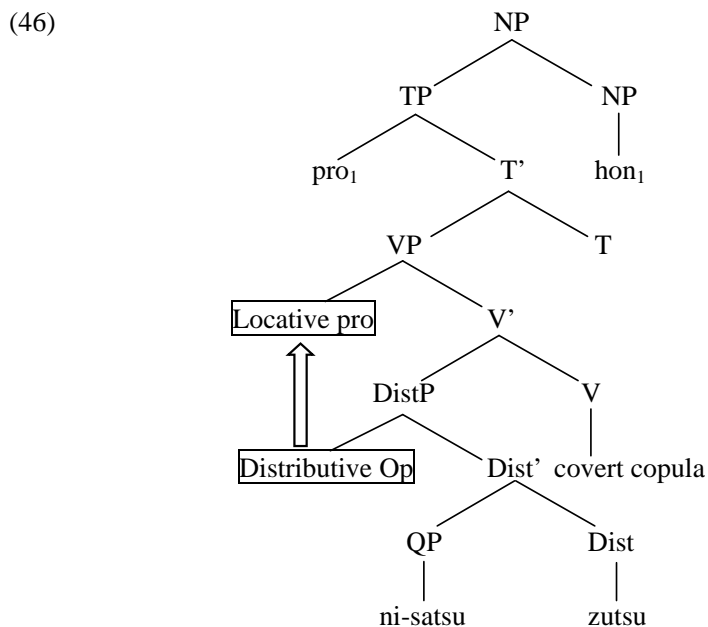 (46) NP
TP NP
pro₁ T’ hon₁
VP T
Locative pro V’
DistP V
Distributive Op Dist’ covert copula
QP Dist
ni-satsu zutsu